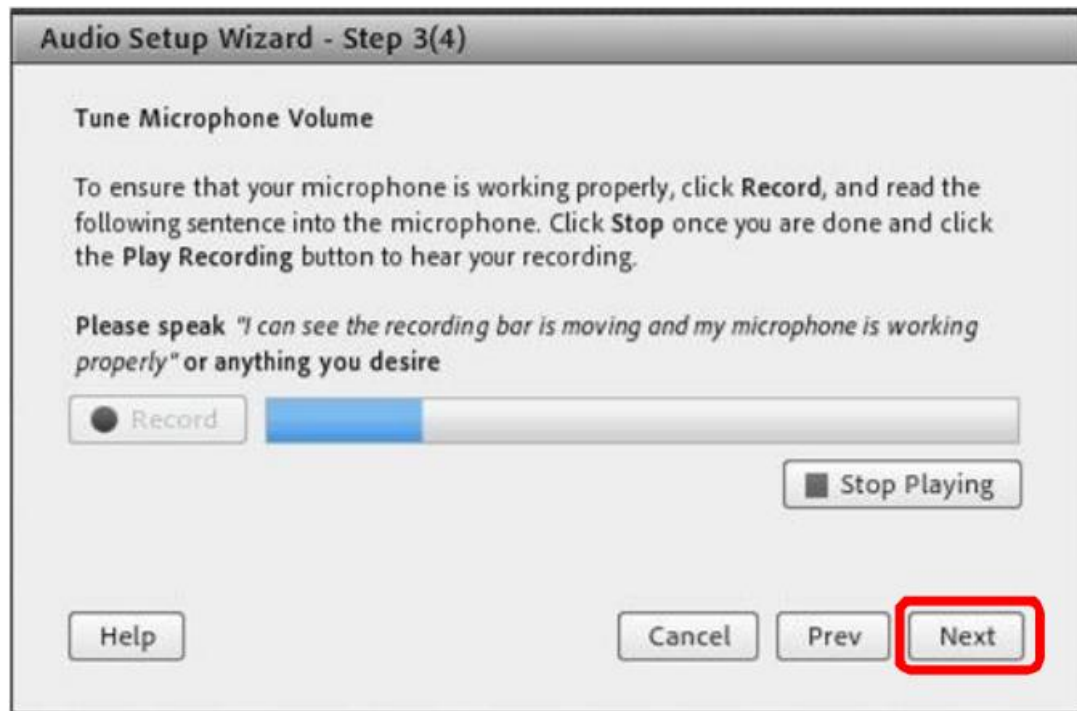 Audio Setup Wizard - Step 3(4)
Tune Microphone Volume
To ensure that your microphone is working properly, click Record, and read the
following sentence into the microphone. Click Stop once you are done and click
the Play Recording button to hear your recording.
Please speak "I can see the recording bar is moving and my microphone is working
properly" or anything you desire
Record
Stop Playing
Help Cancel Prev Next